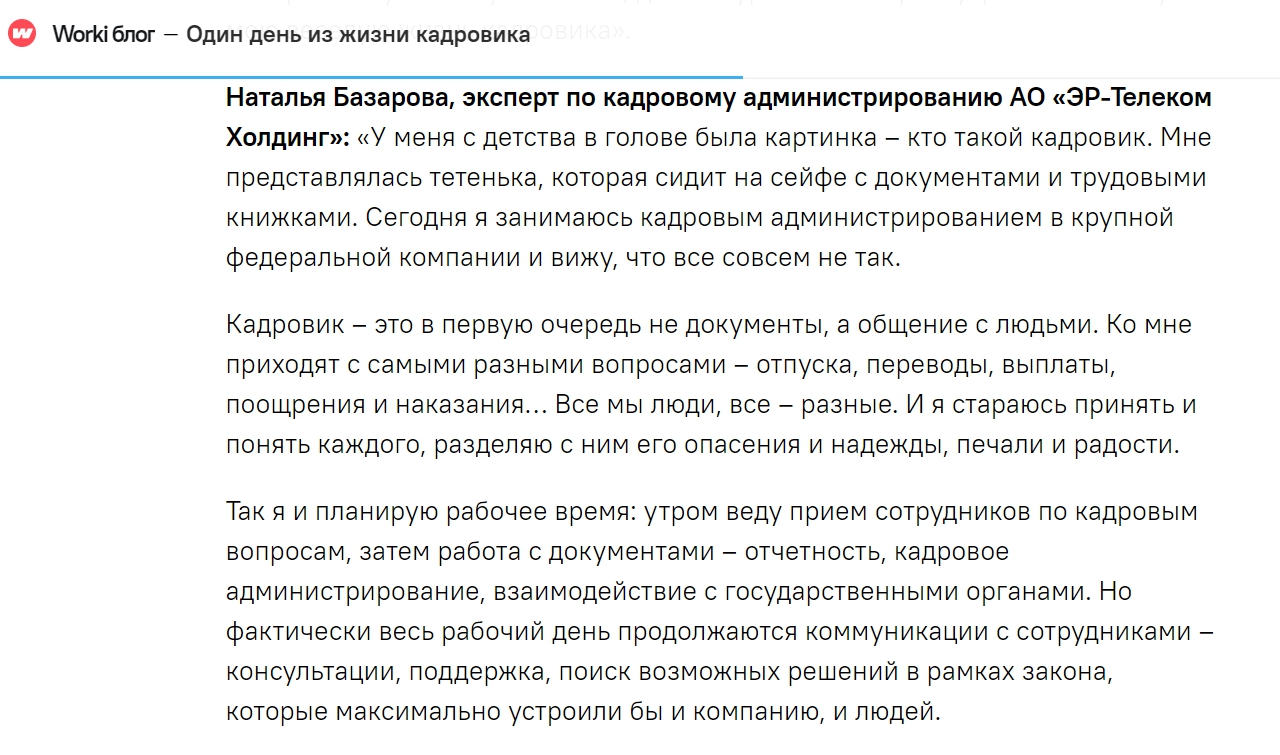 Worki блог — Один день из жизни кадровика
Наталья Базарова, эксперт по кадровому администрированию АО «ЭР-Телеком
Холдинг»: «У меня с детства в голове была картинка – кто такой кадровик. Мне
представлялась тетенька, которая сидит на сейфе с документами и трудовыми
книжками. Сегодня я занимаюсь кадровым администрированием в крупной
федеральной компании и вижу, что все совсем не так.
Кадровик – это в первую очередь не документы, а общение с людьми. Ко мне
приходят с самыми разными вопросами – отпуска, переводы, выплаты,
поощрения и наказания... Все мы люди, все – разные. И я стараюсь принять и
понять каждого, разделяю с ним его опасения и надежды, печали и радости.
Так я и планирую рабочее время: утром веду прием сотрудников по кадровым
вопросам, затем работа с документами – отчетность, кадровое
администрирование, взаимодействие с государственными органами. Но
фактически весь рабочий день продолжаются коммуникации с сотрудниками –
консультации, поддержка, поиск возможных решений в рамках закона,
которые максимально устроили бы и компанию, и людей.